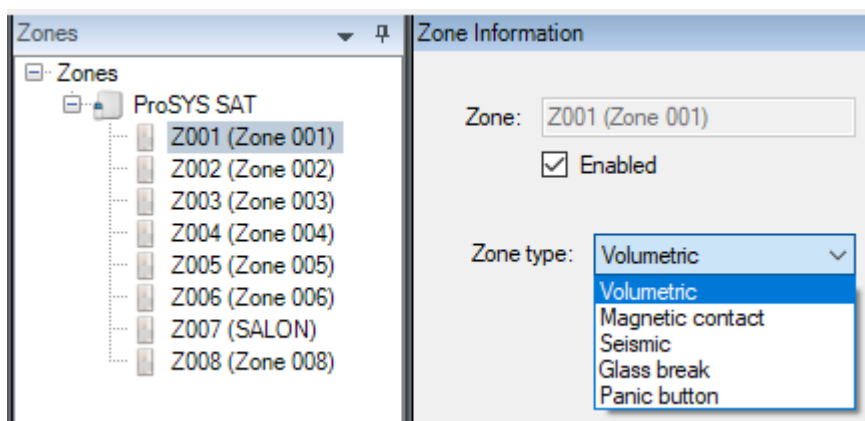 Zones
Zones
ProSYS SAT
Z001 (Zone 001)
Z002 (Zone 002)
Z003 (Zone 003)
Z004 (Zone 004)
Z005 (Zone 005)
Z006 (Zone 006)
Z007 (SALON)
Z008 (Zone 008)
Zone Information
Zone: Z001 (Zone 001)
Enabled
Zone type: Volumetric
Volumetric
Magnetic contact
Seismic
Glass break
Panic button